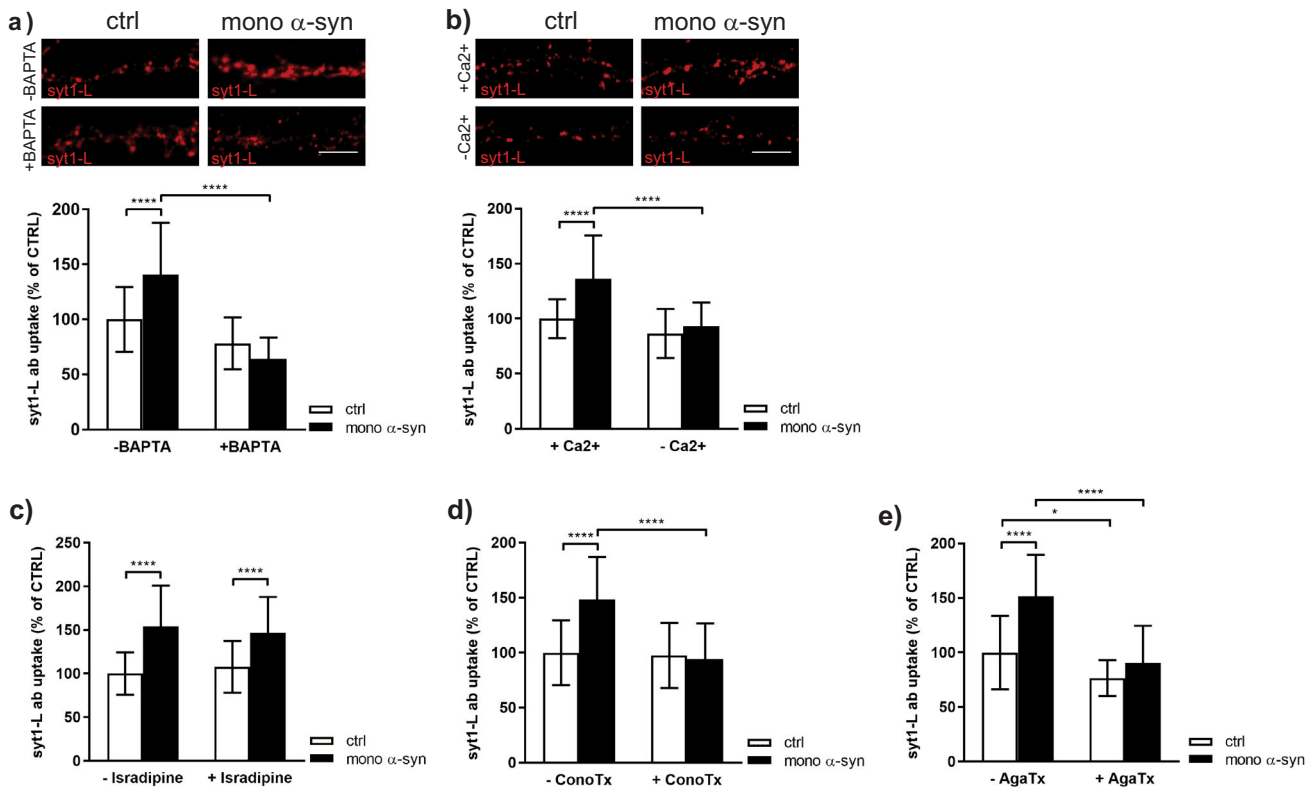 a)
ctrl
mono α-syn
-BAPTA
syt1-L
syt1-L
+BAPTA
syt1-L
syt1-L
syt1-L ab uptake (% of CTRL)
200
150
100
50
0
****
****
-BAPTA
+BAPTA
ctrl
mono α-syn
b)
ctrl
mono α-syn
+Ca2+
syt1-L
syt1-L
-Ca2+
syt1-L
syt1-L
syt1-L ab uptake (% of CTRL)
200
150
100
50
0
****
****
+ Ca2+
- Ca2+
ctrl
mono α-syn
c)
syt1-L ab uptake (% of CTRL)
250
200
150
100
50
0
****
****
- Isradipine
+ Isradipine
ctrl
mono α-syn
d)
syt1-L ab uptake (% of CTRL)
200
150
100
50
0
****
****
- ConoTx
+ ConoTx
ctrl
mono α-syn
e)
syt1-L ab uptake (% of CTRL)
200
150
100
50
0
****
*
****
- AgaTx
+ AgaTx
ctrl
mono α-syn